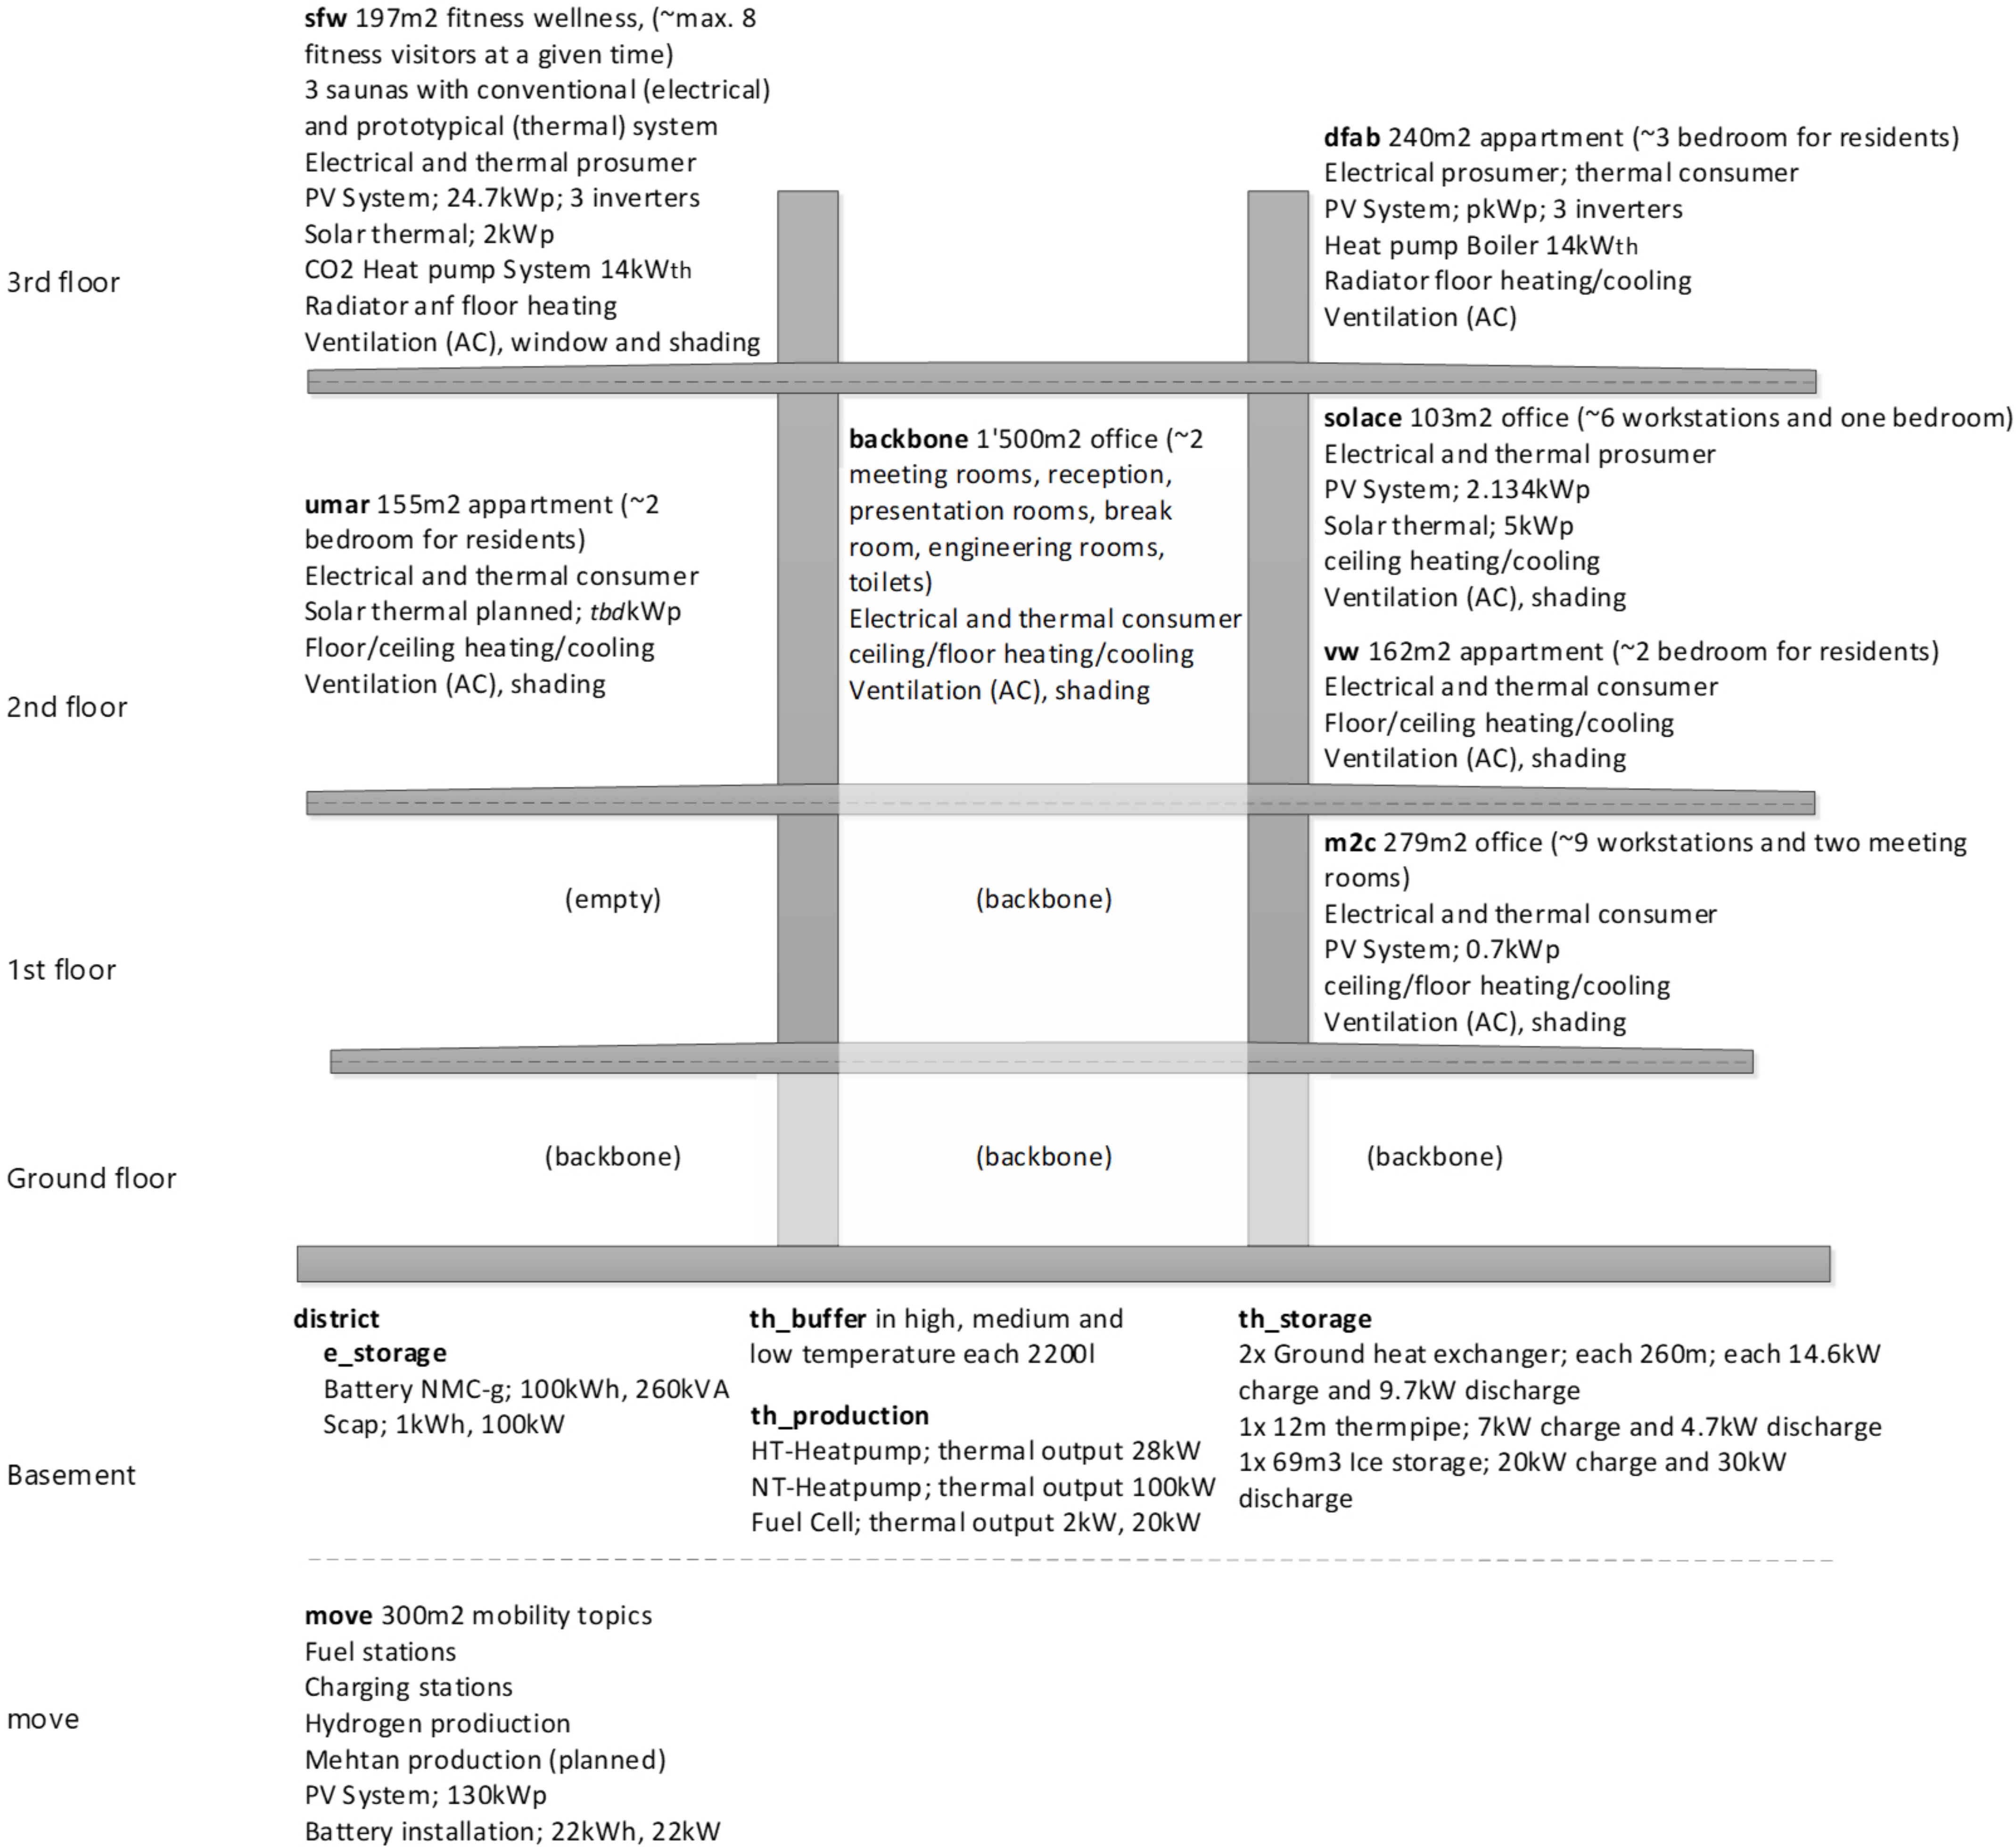 3rd floor
sfw 197m2 fitness wellness, (~max. 8
fitness visitors at a given time)
3 saunas with conventional (electrical)
and prototypical (thermal) system
Electrical and thermal prosumer
PV System; 24.7kWp; 3 inverters
Solar thermal; 2kWp
CO2 Heat pump System 14kWth
Radiator anf floor heating
Ventilation (AC), window and shading
dfab 240m2 appartment (~3 bedroom for residents)
Electrical prosumer; thermal consumer
PV System; pkWp; 3 inverters
Heat pump Boiler 14kWth
Radiator floor heating/cooling
Ventilation (AC)
2nd floor
umar 155m2 appartment (~2
bedroom for residents)
Electrical and thermal consumer
Solar thermal planned; tbdkWp
Floor/ceiling heating/cooling
Ventilation (AC), shading
backbone 1'500m2 office (~2
meeting rooms, reception,
presentation rooms, break
room, engineering rooms,
toilets)
Electrical and thermal consumer
ceiling/floor heating/cooling
Ventilation (AC), shading
solace 103m2 office (~6 workstations and one bedroom)
Electrical and thermal prosumer
PV System; 2.134kWp
Solar thermal; 5kWp
ceiling heating/cooling
Ventilation (AC), shading
vw 162m2 appartment (~2 bedroom for residents)
Electrical and thermal consumer
Floor/ceiling heating/cooling
Ventilation (AC), shading
1st floor
(empty)
(backbone)
m2c 279m2 office (~9 workstations and two meeting
rooms)
Electrical and thermal consumer
PV System; 0.7kWp
ceiling/floor heating/cooling
Ventilation (AC), shading
Ground floor
(backbone)
(backbone)
(backbone)
Basement
district
e_storage
Battery NMC-g; 100kWh, 260kVA
Scap; 1kWh, 100kW
th_buffer in high, medium and
low temperature each 2200l
th_production
HT-Heatpump; thermal output 28kW
NT-Heatpump; thermal output 100kW
Fuel Cell; thermal output 2kW, 20kW
th_storage
2x Ground heat exchanger; each 260m; each 14.6kW
charge and 9.7kW discharge
1x 12m thermpipe; 7kW charge and 4.7kW discharge
1x 69m3 Ice storage; 20kW charge and 30kW
discharge
move
move 300m2 mobility topics
Fuel stations
Charging stations
Hydrogen prodiuction
Mehtan production (planned)
PV System; 130kWp
Battery installation; 22kWh, 22kW